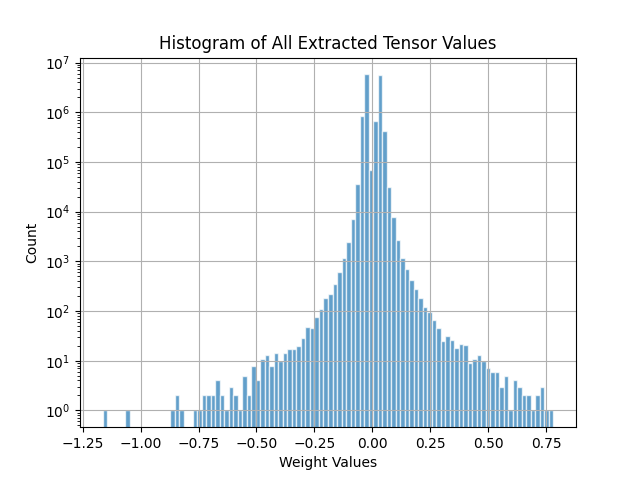 Histogram of All Extracted Tensor Values
10⁷
10⁶
10⁵
10⁴
10³
10²
10¹
10⁰
Count
−1.25 −1.00 −0.75 −0.50 −0.25 0.00 0.25 0.50 0.75
Weight Values